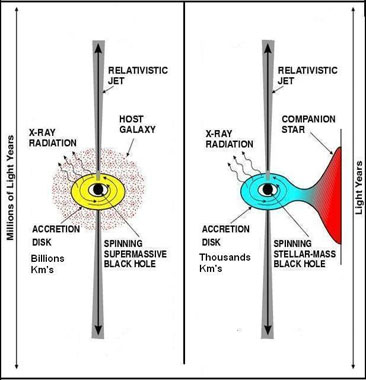 Millions of Light Years
RELATIVISTIC
JET
X-RAY
RADIATION
HOST
GALAXY
ACCRETION
DISK
Billions
Km's
SPINNING
SUPERMASSIVE
BLACK HOLE
RELATIVISTIC
JET
X-RAY
RADIATION
COMPANION
STAR
ACCRETION
DISK
Thousands
Km's
SPINNING
STELLAR-MASS
BLACK HOLE
Light Years